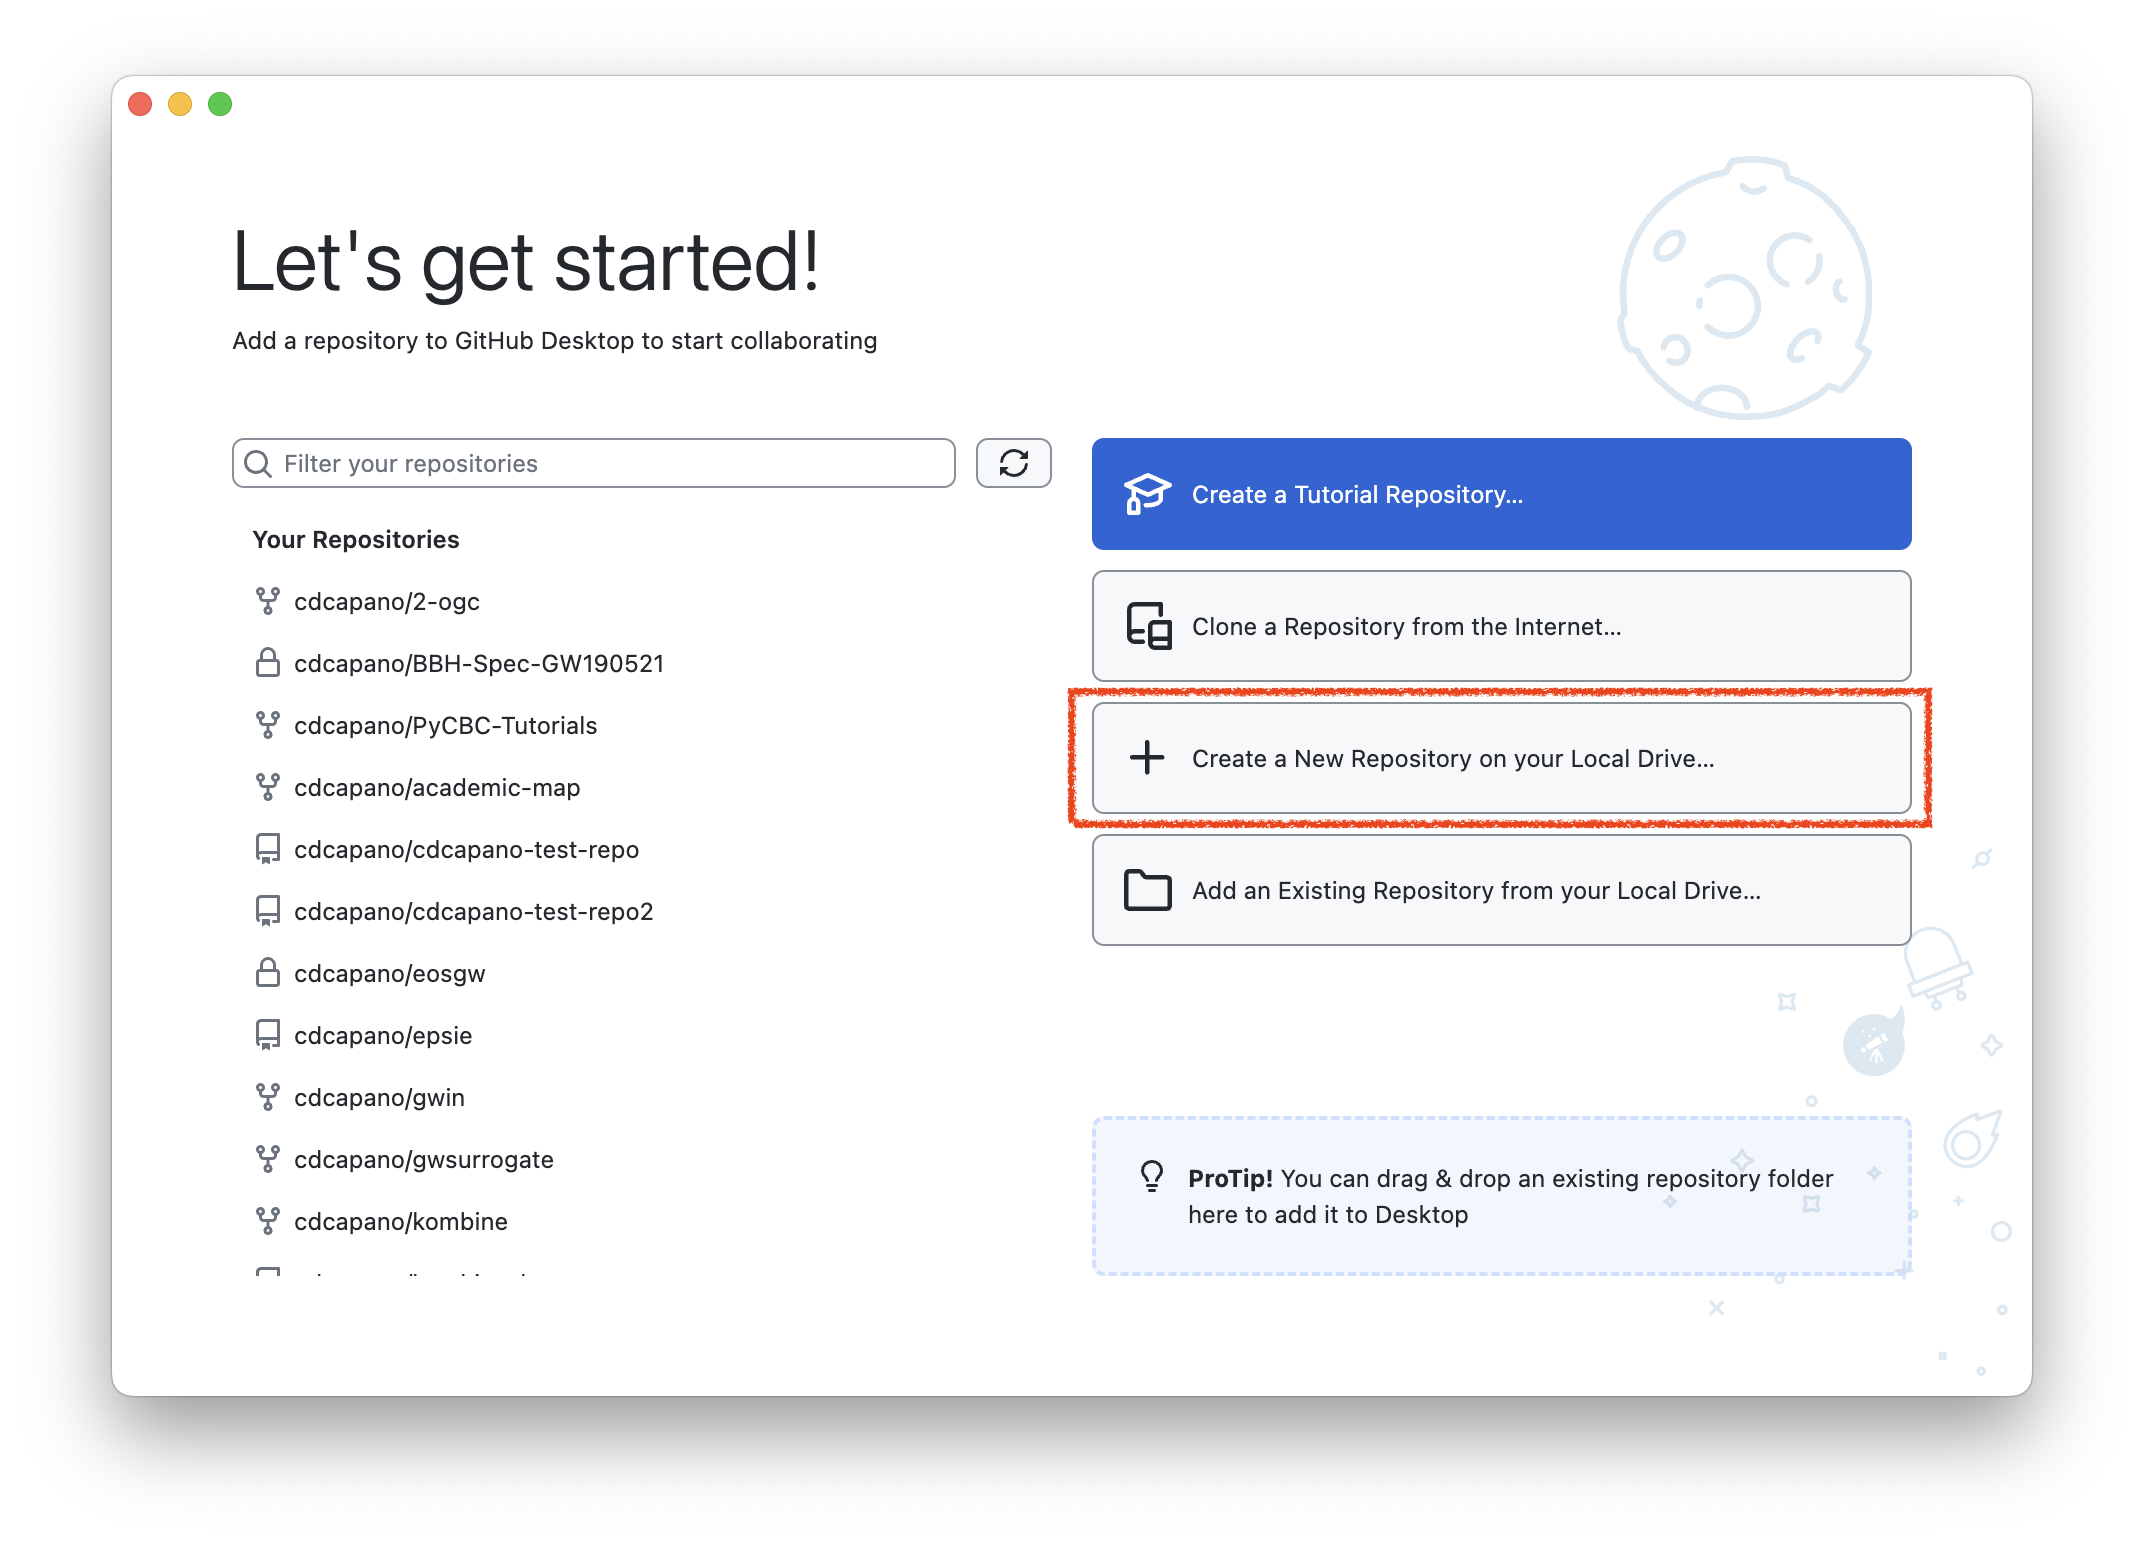 Let's get started!
Add a repository to GitHub Desktop to start collaborating
Filter your repositories
Your Repositories
cdcapano/2-ogc
cdcapano/BBH-Spec-GW190521
cdcapano/PyCBC-Tutorials
cdcapano/academic-map
cdcapano/cdcapano-test-repo
cdcapano/cdcapano-test-repo2
cdcapano/eosgw
cdcapano/epsie
cdcapano/gwin
cdcapano/gwsurrogate
cdcapano/kombine
Create a Tutorial Repository...
Clone a Repository from the Internet...
Create a New Repository on your Local Drive...
Add an Existing Repository from your Local Drive...
ProTip! You can drag & drop an existing repository folder
here to add it to Desktop